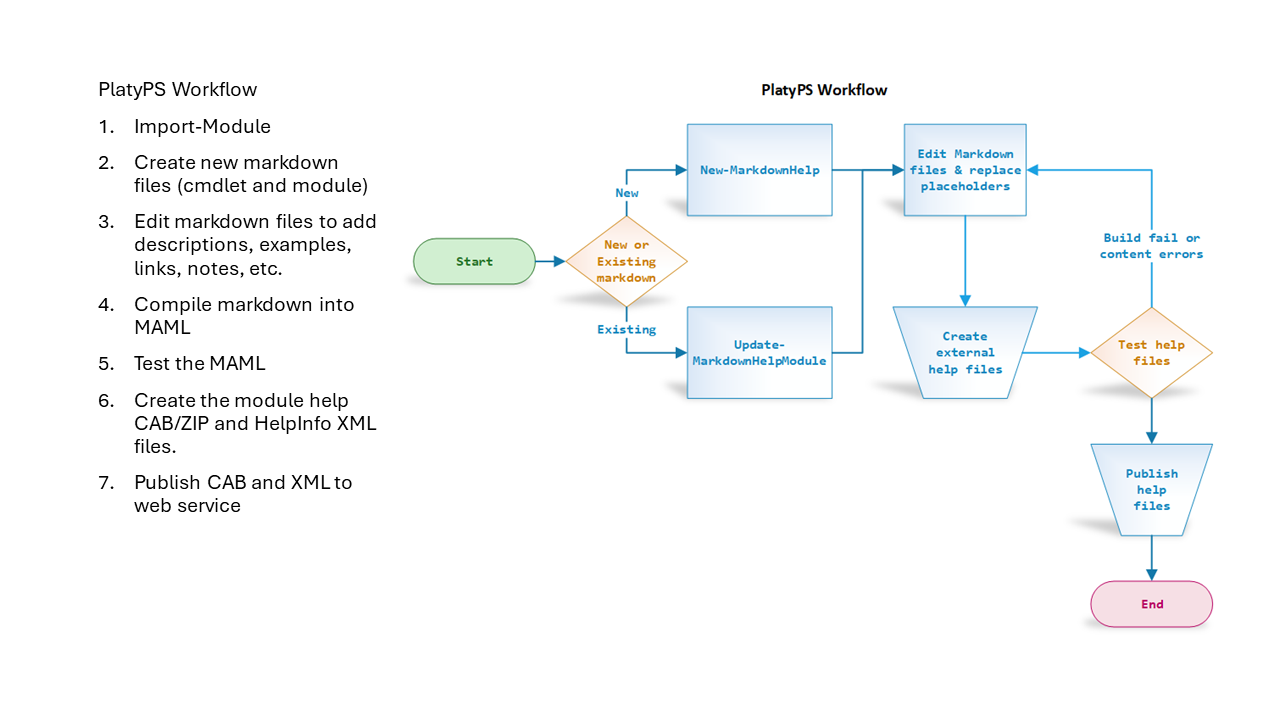 PlatyPS Workflow
1. Import-Module
2. Create new markdown
files (cmdlet and module)
3. Edit markdown files to add
descriptions, examples,
links, notes, etc.
4. Compile markdown into
MAML
5. Test the MAML
6. Create the module help
CAB/ZIP and HelpInfo XML
files.
7. Publish CAB and XML to
web service
PlatyPS Workflow
Start
New or
Existing
markdown
New
New-MarkdownHelp
Existing
Update-
MarkdownHelpModule
Edit Markdown
files & replace
placeholders
Create
external
help files
Build fail or
content errors
Test help
files
Publish
help
files
End